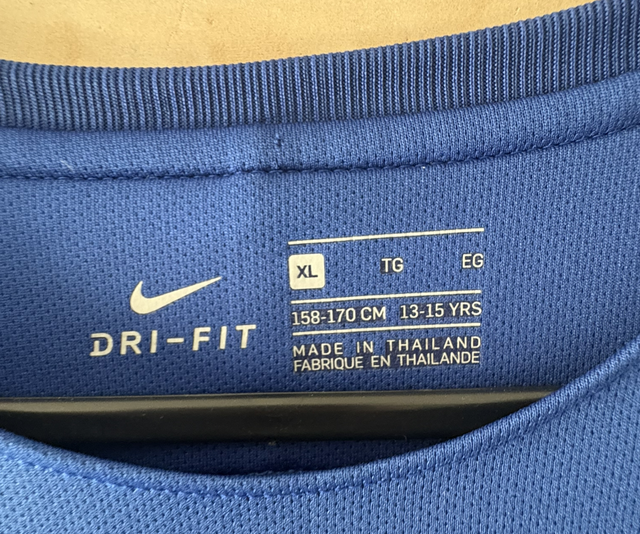 DRI-FIT
XL TG EG
158-170 CM 13-15 YRS
MADE IN THAILAND
FABRIQUE EN THAILANDE